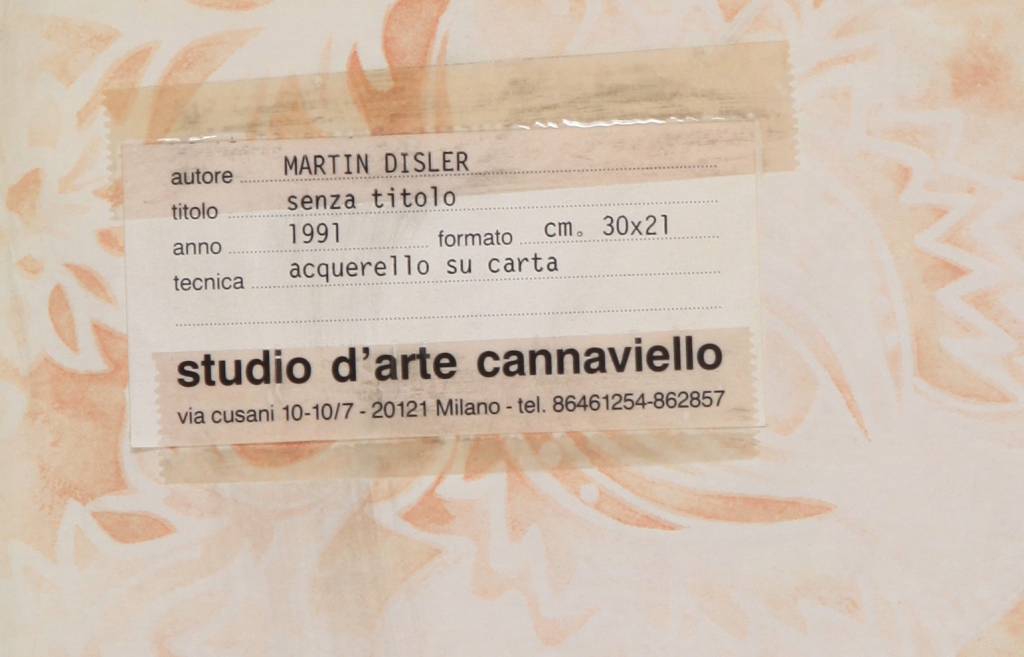 autore MARTIN DISLER
titolo senza titolo
anno 1991 formato cm. 30x21
tecnica acquerello su carta
studio d'arte cannaviello
via cusani 10-10/7 - 20121 Milano - tel. 86461254-862857